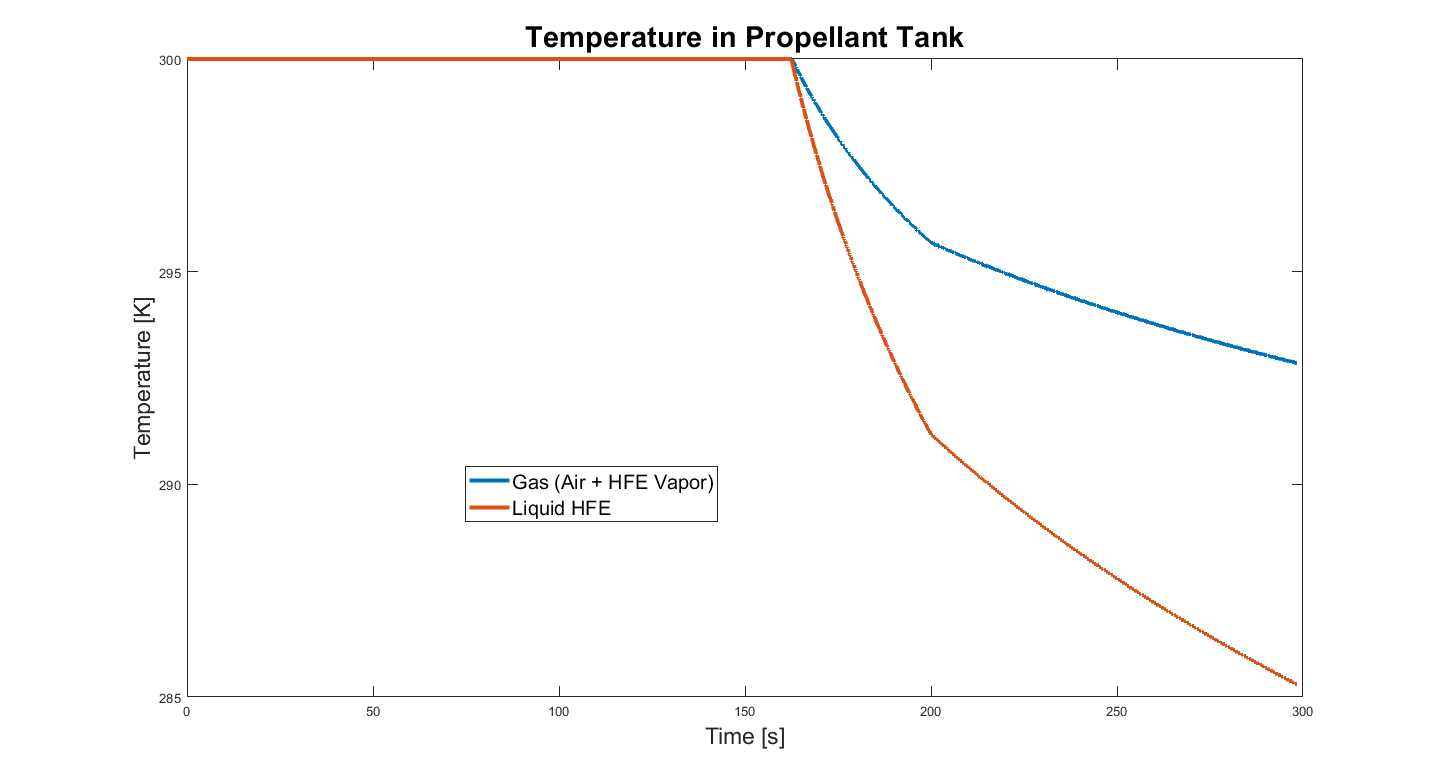 Temperature in Propellant Tank
300
295
290
285
Temperature [K]
Gas (Air + HFE Vapor)
Liquid HFE
0
50
100
150
200
250
300
Time [s]